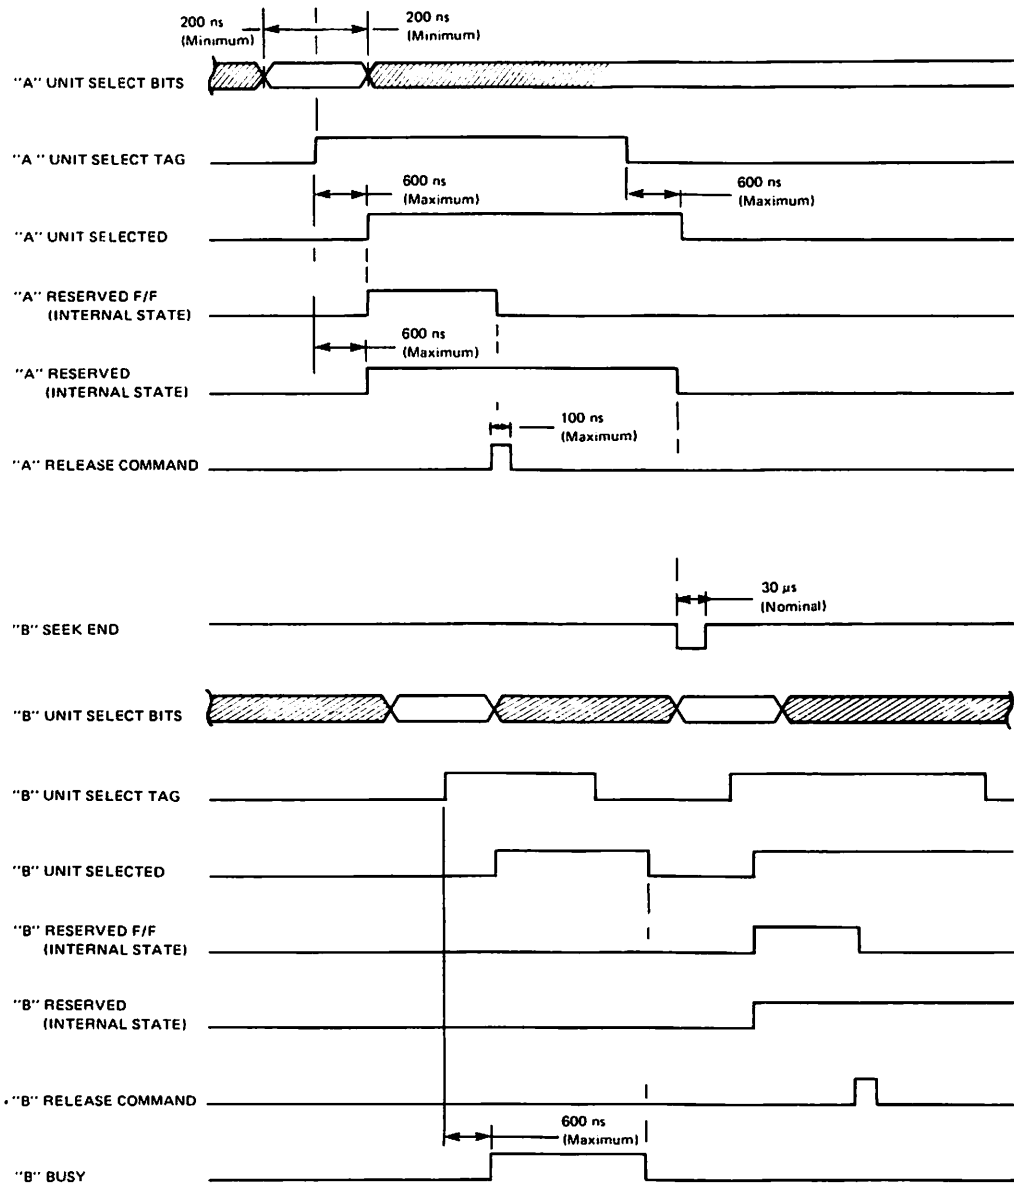 200 ns
(Minimum)
200 ns
(Minimum)
"A" UNIT SELECT BITS
"A" UNIT SELECT TAG
600 ns
(Maximum)
600 ns
(Maximum)
"A" UNIT SELECTED
"A" RESERVED F/F
(INTERNAL STATE)
600 ns
(Maximum)
"A" RESERVED
(INTERNAL STATE)
100 ns
(Maximum)
"A" RELEASE COMMAND
30 µs
(Nominal)
"B" SEEK END
"B" UNIT SELECT BITS
"B" UNIT SELECT TAG
"B" UNIT SELECTED
"B" RESERVED F/F
(INTERNAL STATE)
"B" RESERVED
(INTERNAL STATE)
"B" RELEASE COMMAND
600 ns
(Maximum)
"B" BUSY